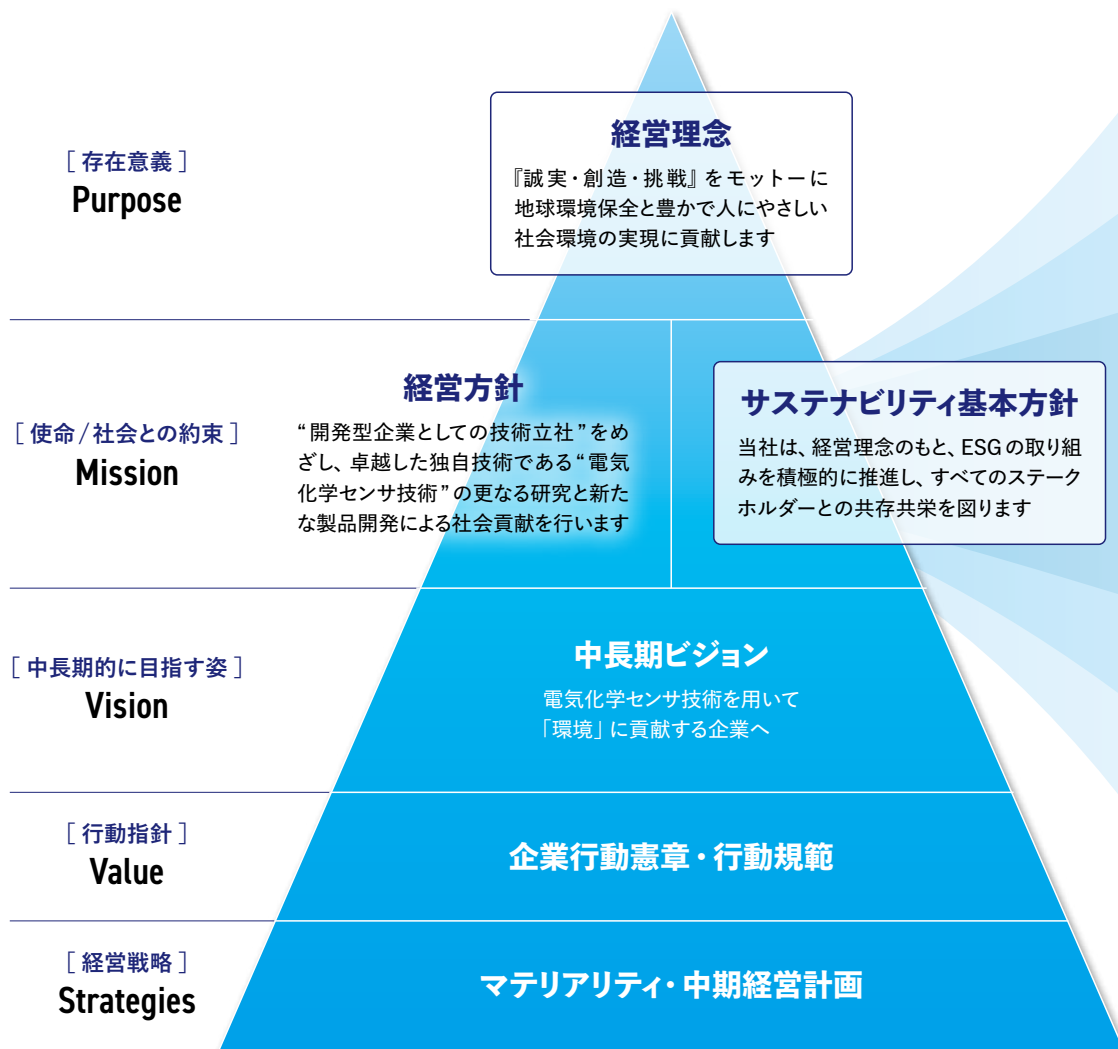 [ 存在意義 ]
Purpose
経営理念
『誠実・創造・挑戦』をモットーに
地球環境保全と豊かで人にやさしい
社会環境の実現に貢献します
[ 使命/社会との約束 ]
Mission
経営方針
“開発型企業としての技術立社”をめ
ざし、卓越した独自技術である“電気
化学センサ技術”の更なる研究と新た
な製品開発による社会貢献を行います
サステナビリティ基本方針
当社は、経営理念のもと、ESGの取り組
みを積極的に推進し、すべてのステーク
ホルダーとの共存共栄を図ります
[ 中長期的に目指す姿 ]
Vision
中長期ビジョン
電気化学センサ技術を用いて
「環境」に貢献する企業へ
[ 行動指針 ]
Value
企業行動憲章・行動規範
[ 経営戦略 ]
Strategies
マテリアリティ・中期経営計画